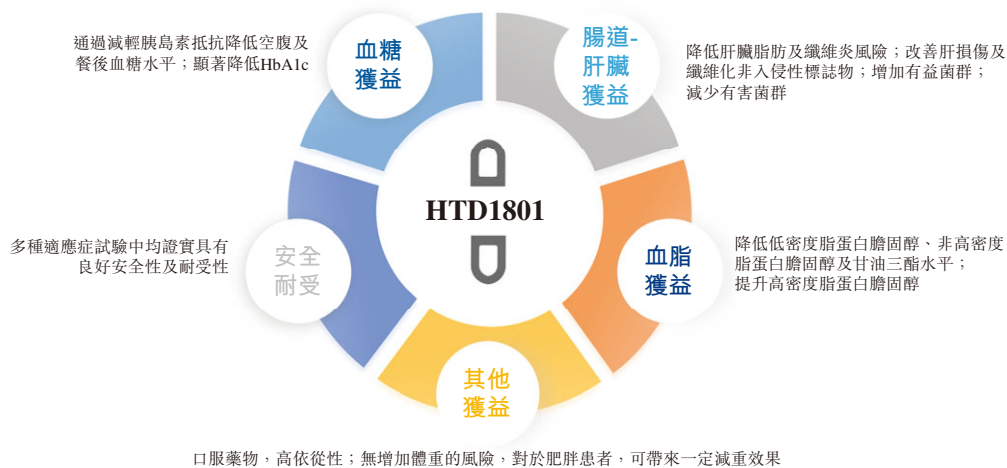 通過減輕胰島素抵抗降低空腹及
餐後血糖水平；顯著降低HbA1c
血糖
獲益
腸道-
肝臟
獲益
降低肝臟脂肪及纖維炎風險；改善肝損傷及
纖維化非入侵性標誌物；增加有益菌群；
減少有害菌群
HTD1801
多種適應症試驗中均證實具有
良好安全性及耐受性
安全
耐受
血脂
獲益
降低低密度脂蛋白膽固醇、非高密度
脂蛋白膽固醇及甘油三酯水平；
提升高密度脂蛋白膽固醇
其他
獲益
口服藥物，高依從性；無增加體重的風險，對於肥胖患者，可帶來一定減重效果